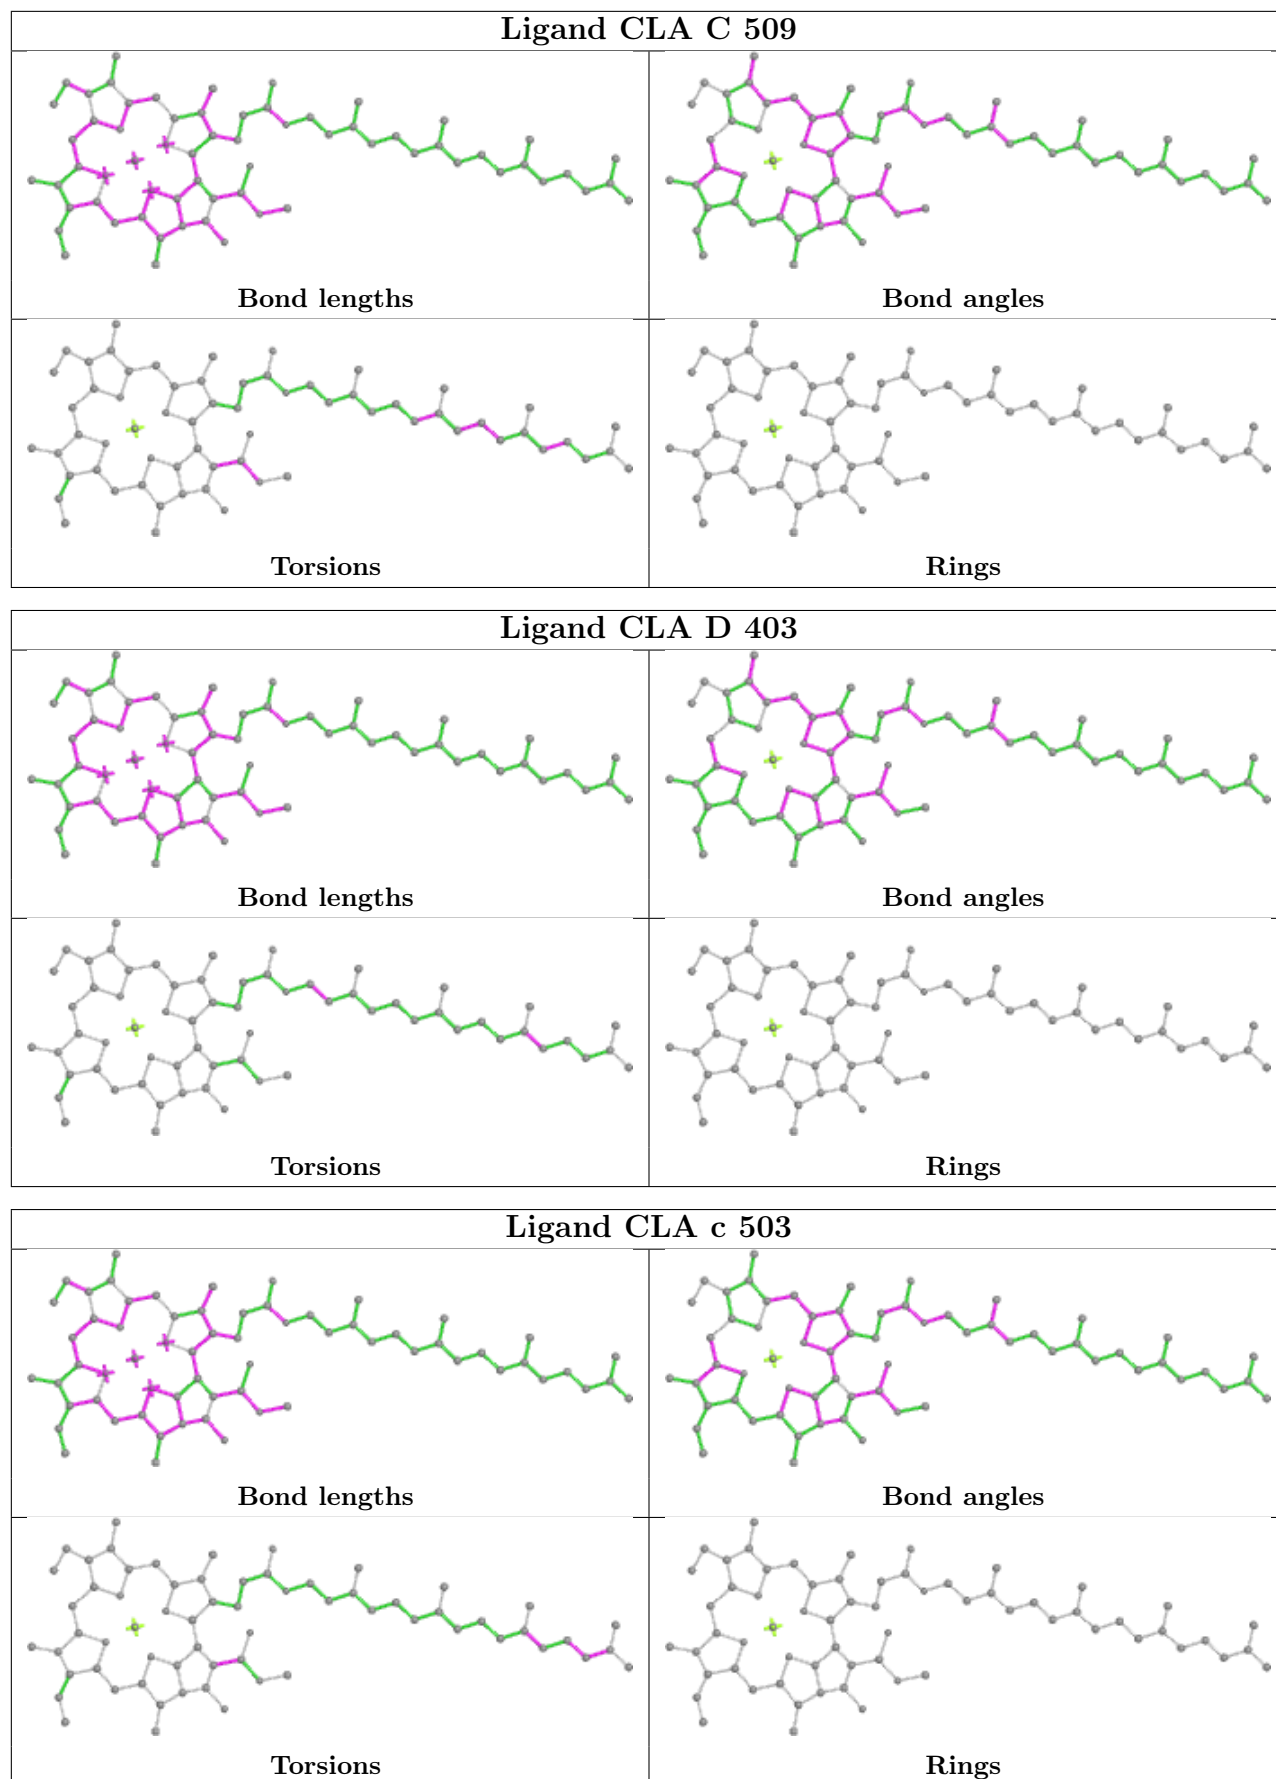 Ligand CLA C 509
Bond lengths
Bond angles
Torsions
Rings
Ligand CLA D 403
Bond lengths
Bond angles
Torsions
Rings
Ligand CLA c 503
Bond lengths
Bond angles
Torsions
Rings